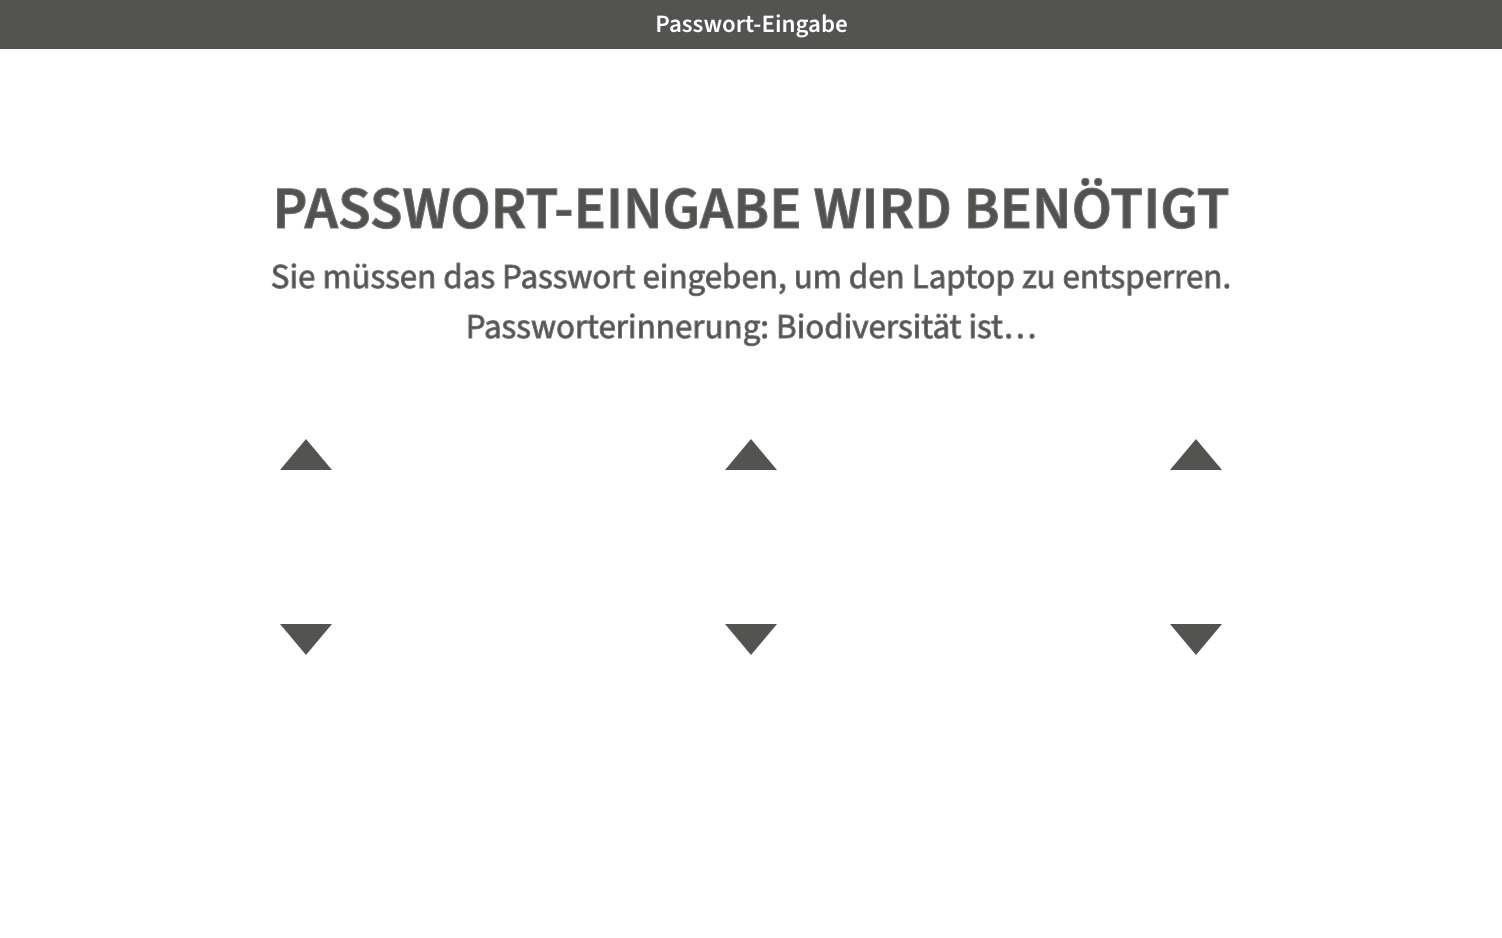 Passwort-Eingabe
PASSWORT-EINGABE WIRD BENÖTIGT
Sie müssen das Passwort eingeben, um den Laptop zu entsperren.
Passworterinnerung: Biodiversität ist…